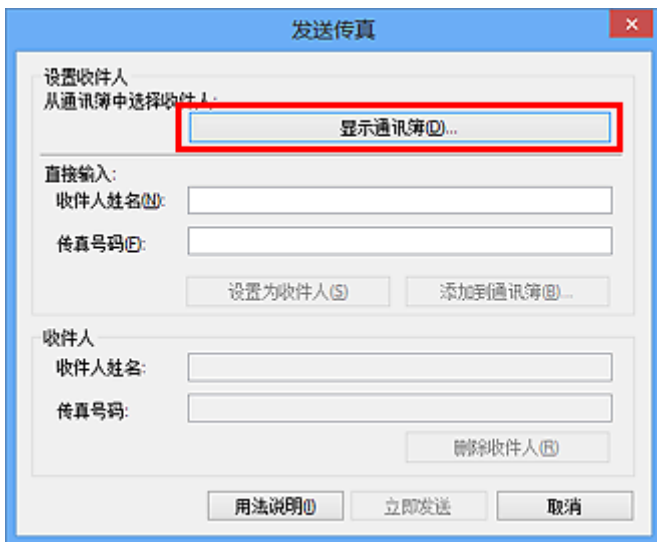 发送传真
设置收件人
从通讯簿中选择收件人:
显示通讯簿(D)...
直接输入:
收件人姓名(N):
传真号码(F):
设置为收件人(S)
添加到通讯簿(B)...
收件人
收件人姓名:
传真号码:
删除收件人(R)
用法说明(I)
立即发送
取消